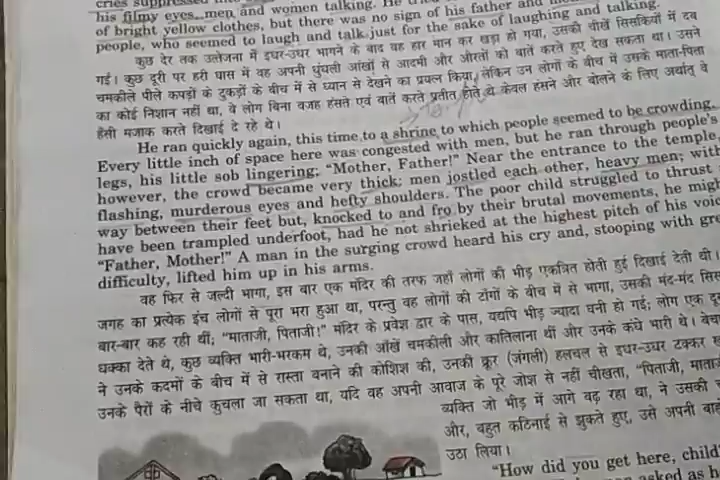 cries suppressed
his filmy eyes, men and women talking. He
of bright yellow clothes, but there was no sign of his father and
people, who seemed to laugh and talk just for the sake of laughing and talking.
कुछ देर तक उत्तेजना में इधर-उधर भागने के बाद वह हार मान कर खड़ा हो गया, उसकी चीखें सिसकियों में दब
गईं। कुछ दूरी पर हरी घास में वह अपनी धुंधली आंखों से आदमी और औरतों को बातें करते हुए देख सकता था। उसने
चमकीले पीले कपड़ों के टुकड़ों के बीच में से ध्यान से देखने का प्रयत्न किया, लेकिन उन लोगों के बीच में उसके माता-पिता
का कोई निशान नहीं था, वे लोग बिना वजह हंसते एवं बातें करते प्रतीत होते थे केवल हंसने और बोलने के लिए अर्थात् वे
हँसी मजाक करते दिखाई दे रहे थे।
He ran quickly again, this time to a shrine to which people seemed to be crowding.
Every little inch of space here was congested with men, but he ran through people's
legs, his little sob lingering: "Mother, Father!" Near the entrance to the temple,
however, the crowd became very thick: men jostled each other, heavy men; with
flashing, murderous eyes and hefty shoulders. The poor child struggled to thrust
way between their feet but, knocked to and fro by their brutal movements, he
have been trampled underfoot, had he not shrieked at the highest pitch of his
"Father, Mother!" A man in the surging crowd heard his cry and, stooping with
difficulty, lifted him up in his arms.
वह फिर से जल्दी भागा, इस बार एक मंदिर की तरफ जहाँ लोगों की भीड़ एकत्रित होती हुई दिखाई देती थी।
जगह का प्रत्येक इंच लोगों से पूरा भरा हुआ था, परन्तु वह लोगों की टाँगों के बीच में से भागा, उसकी मंद-मंद
बार-बार कह रही थीं; "माताजी, पिताजी!" मंदिर के प्रवेश द्वार के पास, यद्यपि भीड़ ज्यादा घनी हो गई; लोग एक
धक्का देते थे, कुछ व्यक्ति भारी-भरकम थे, उनकी आँखें चमकीली और कातिलाना थीं और उनके कंधे भारी थे।
ने उनके कदमों के बीच में से रास्ता बनाने की कोशिश की, उनकी क्रूर (जंगली) हलचल से इधर-उधर टक्कर
उनके पैरों के नीचे कुचला जा सकता था, यदि वह अपनी आवाज के पूरे जोश से नहीं चीखता, "पिताजी,
व्यक्ति जो भीड़ में आगे बढ़ रहा था, ने उसकी
और, बहुत कठिनाई से झुकते हुए, उसे अपनी
उठा लिया।
"How did you get here, child
asked as